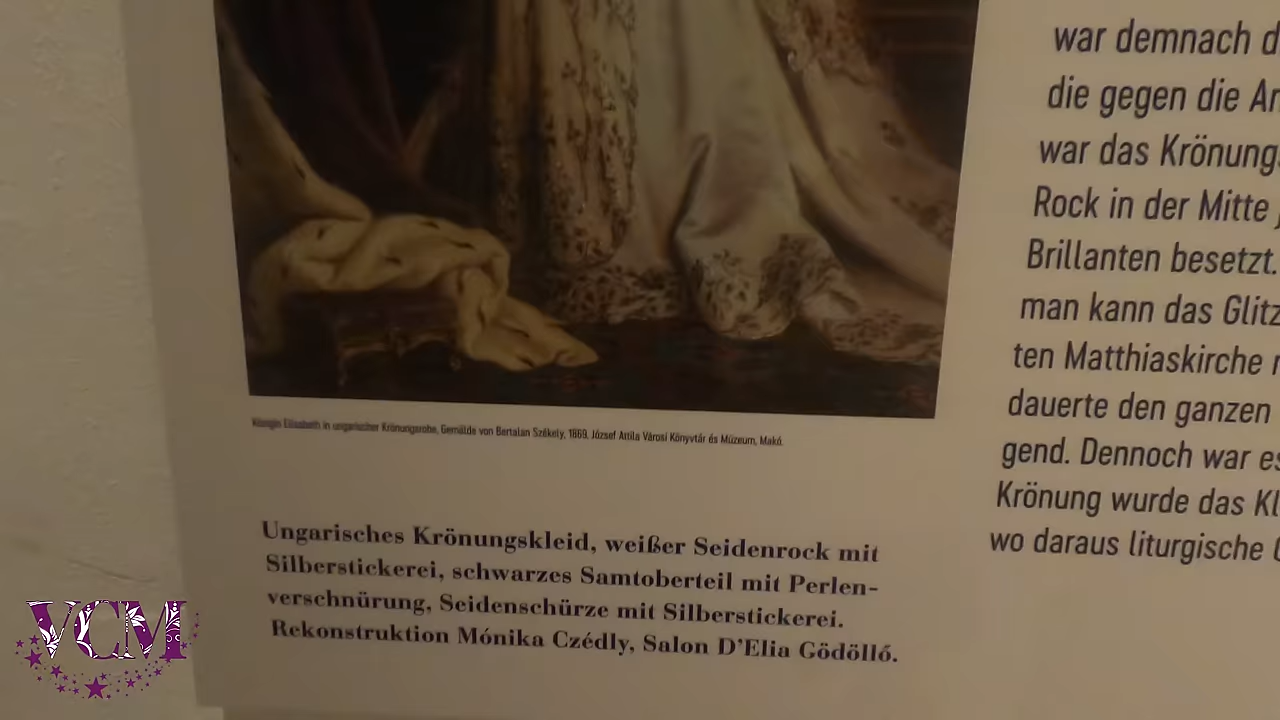 Königin Elisabeth in ungarischer Krönungsrobe, Gemälde von Bertalan Székely, 1869. József Attila Városi Könyvtár és Múzeum, Makó.
Ungarisches Krönungskleid, weißer Seidenrock mit
Silberstickerei, schwarzes Samtoberteil mit Perlen-
verschnürung, Seidenschürze mit Silberstickerei.
Rekonstruktion Mónika Czédly, Salon D'Elia Gödöllő.
war demnach d
die gegen die
war das Krönungs
Rock in der Mitte
Brillanten besetzt.
man kann das Glitz
ten Matthiaskirche
dauerte den ganzen
gend. Dennoch war es
Krönung wurde das Kl
wo daraus liturgische
VCM